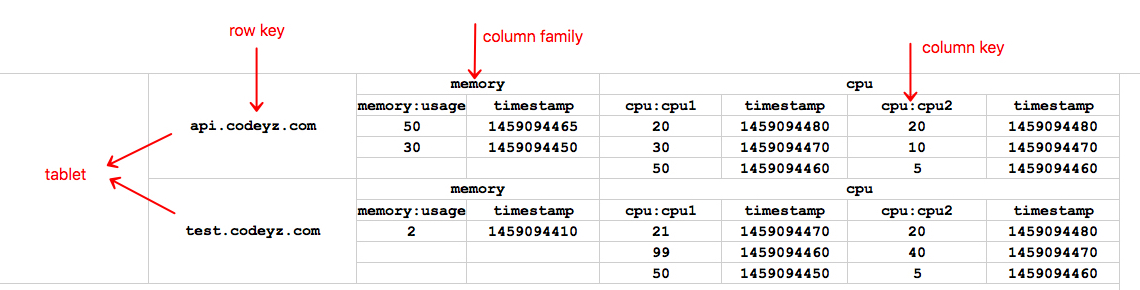 row key
column family
column key
memory cpu
memory:usage timestamp cpu:cpu1 timestamp cpu:cpu2 timestamp
50 1459094465 20 1459094480 20 1459094480
api.codeyz.com
30 1459094450 30 1459094470 10 1459094470
50 1459094460 5 1459094460
tablet
memory cpu
memory:usage timestamp cpu:cpu1 timestamp cpu:cpu2 timestamp
2 1459094410 21 1459094470 20 1459094480
test.codeyz.com
99 1459094460 40 1459094470
50 1459094450 5 1459094460